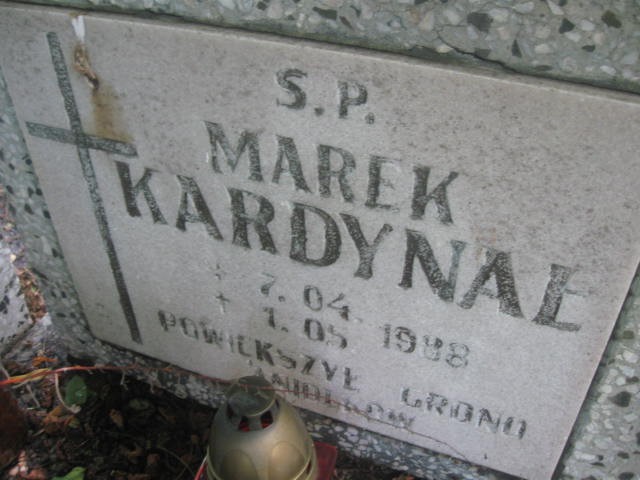 Ś.P.
MAREK
KARDYNAŁ
* 7.04.
+ 1.05 1988
POWIĘKSZYŁ GRONO
ANIOŁKÓW